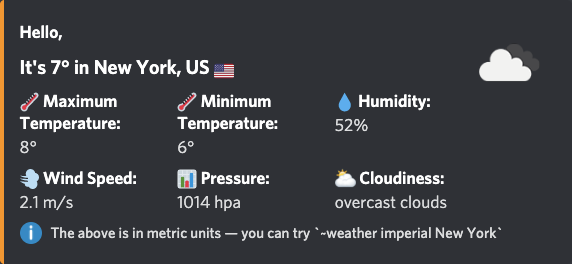 Hello,
It's 7° in New York, US
Maximum Temperature:
8°
Minimum Temperature:
6°
Humidity:
52%
Wind Speed:
2.1 m/s
Pressure:
1014 hpa
Cloudiness:
overcast clouds
The above is in metric units — you can try `~weather imperial New York`